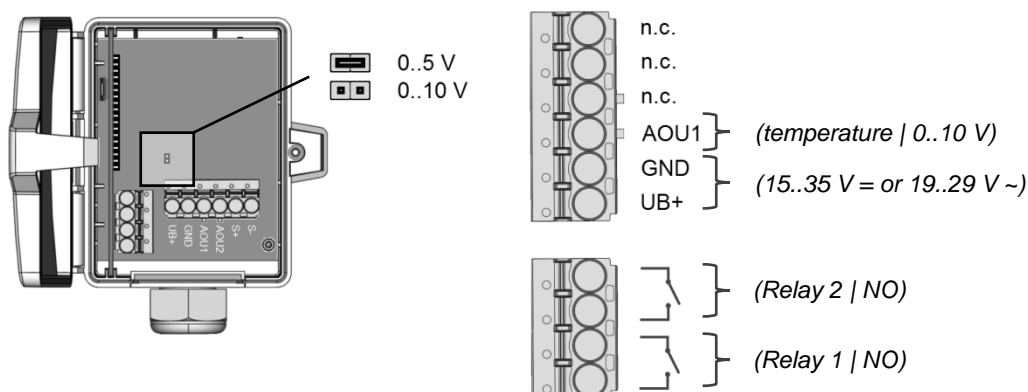 0..5 V
0..10 V
UB+
GND
AOU1
AOU2
S+
S-
n.c.
n.c.
n.c.
AOU1 (temperature | 0..10 V)
GND
UB+
(15..35 V = or 19..29 V ~)
(Relay 2 | NO)
(Relay 1 | NO)